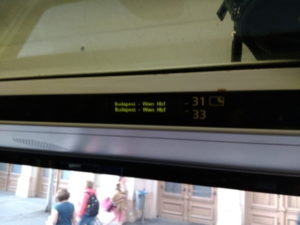 Budapest - Wien Hbf - 31
Budapest - Wien Hbf - 33